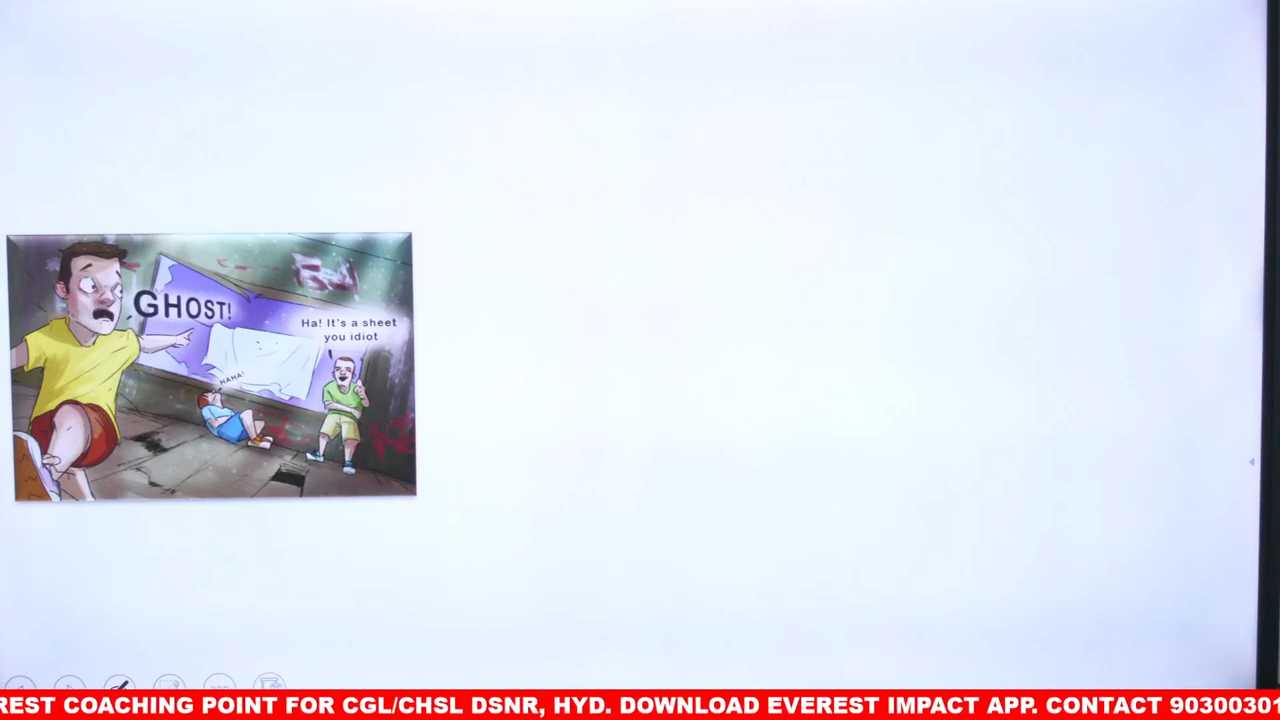 GHOST!
Ha! It's a sheet
you idiot
HAHA!
REST COACHING POINT FOR CGL/CHSL DSNR, HYD. DOWNLOAD EVEREST IMPACT APP. CONTACT 90300301